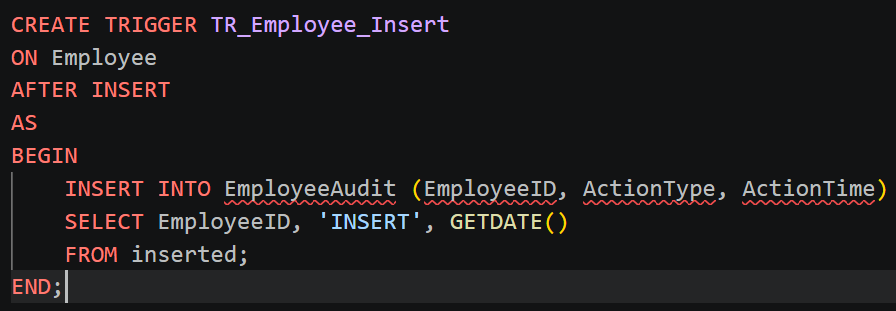 CREATE TRIGGER TR_Employee_Insert
ON Employee
AFTER INSERT
AS
BEGIN
    INSERT INTO EmployeeAudit (EmployeeID, ActionType, ActionTime)
    SELECT EmployeeID, 'INSERT', GETDATE()
    FROM inserted;
END;